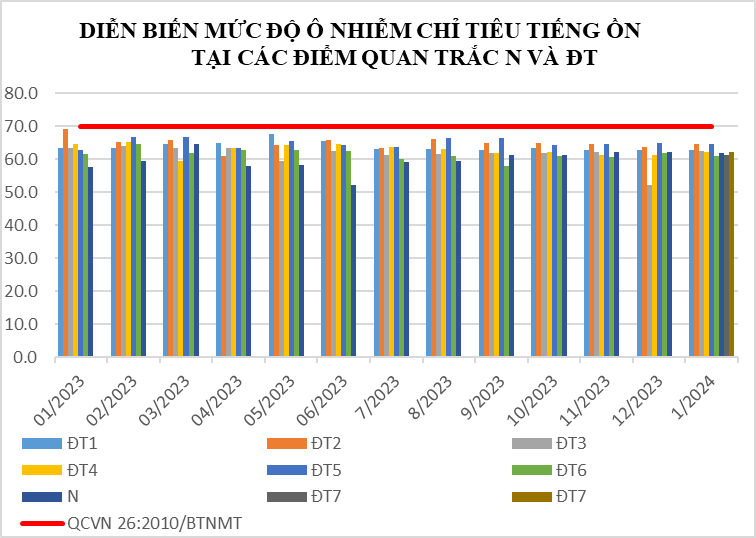 DIỄN BIẾN MỨC ĐỘ Ô NHIỄM CHỈ TIÊU TIẾNG ỒN
TẠI CÁC ĐIỂM QUAN TRẮC N VÀ ĐT
80.0
70.0
60.0
50.0
40.0
30.0
20.0
10.0
0.0
01/2023 02/2023 03/2023 04/2023 05/2023 06/2023 7/2023 8/2023 9/2023 10/2023 11/2023 12/2023 1/2024
ĐT1 ĐT2 ĐT3
ĐT4 ĐT5 ĐT6
N ĐT7 ĐT7
QCVN 26:2010/BTNMT